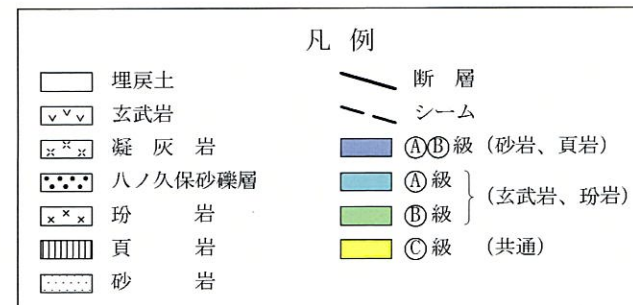 凡例
埋戻土
玄武岩
凝灰岩
八ノ久保砂礫層
玢岩
頁岩
砂岩
断層
シーム
ⒶⒷ級（砂岩、頁岩）
Ⓐ級
Ⓑ級
（玄武岩、玢岩）
Ⓒ級（共通）